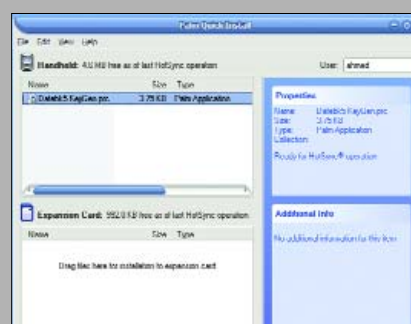 Palm Quick Install
File Edit View Help
Handheld: 4.0 MB free as of last HotSync operation
User: ahmed
Name Size Type
Datebk5 KeyGen.prc 3.75 KB Palm Application
Properties
Name: Datebk5 KeyGen.prc
Size: 3.75 KB
Type: Palm Application
Collection:
Ready for HotSync® operation
Expansion Card: 992.0 KB free as of last HotSync operation
Name Size Type
Drag files here for installation to expansion card
Additional Info
No additional information for this item